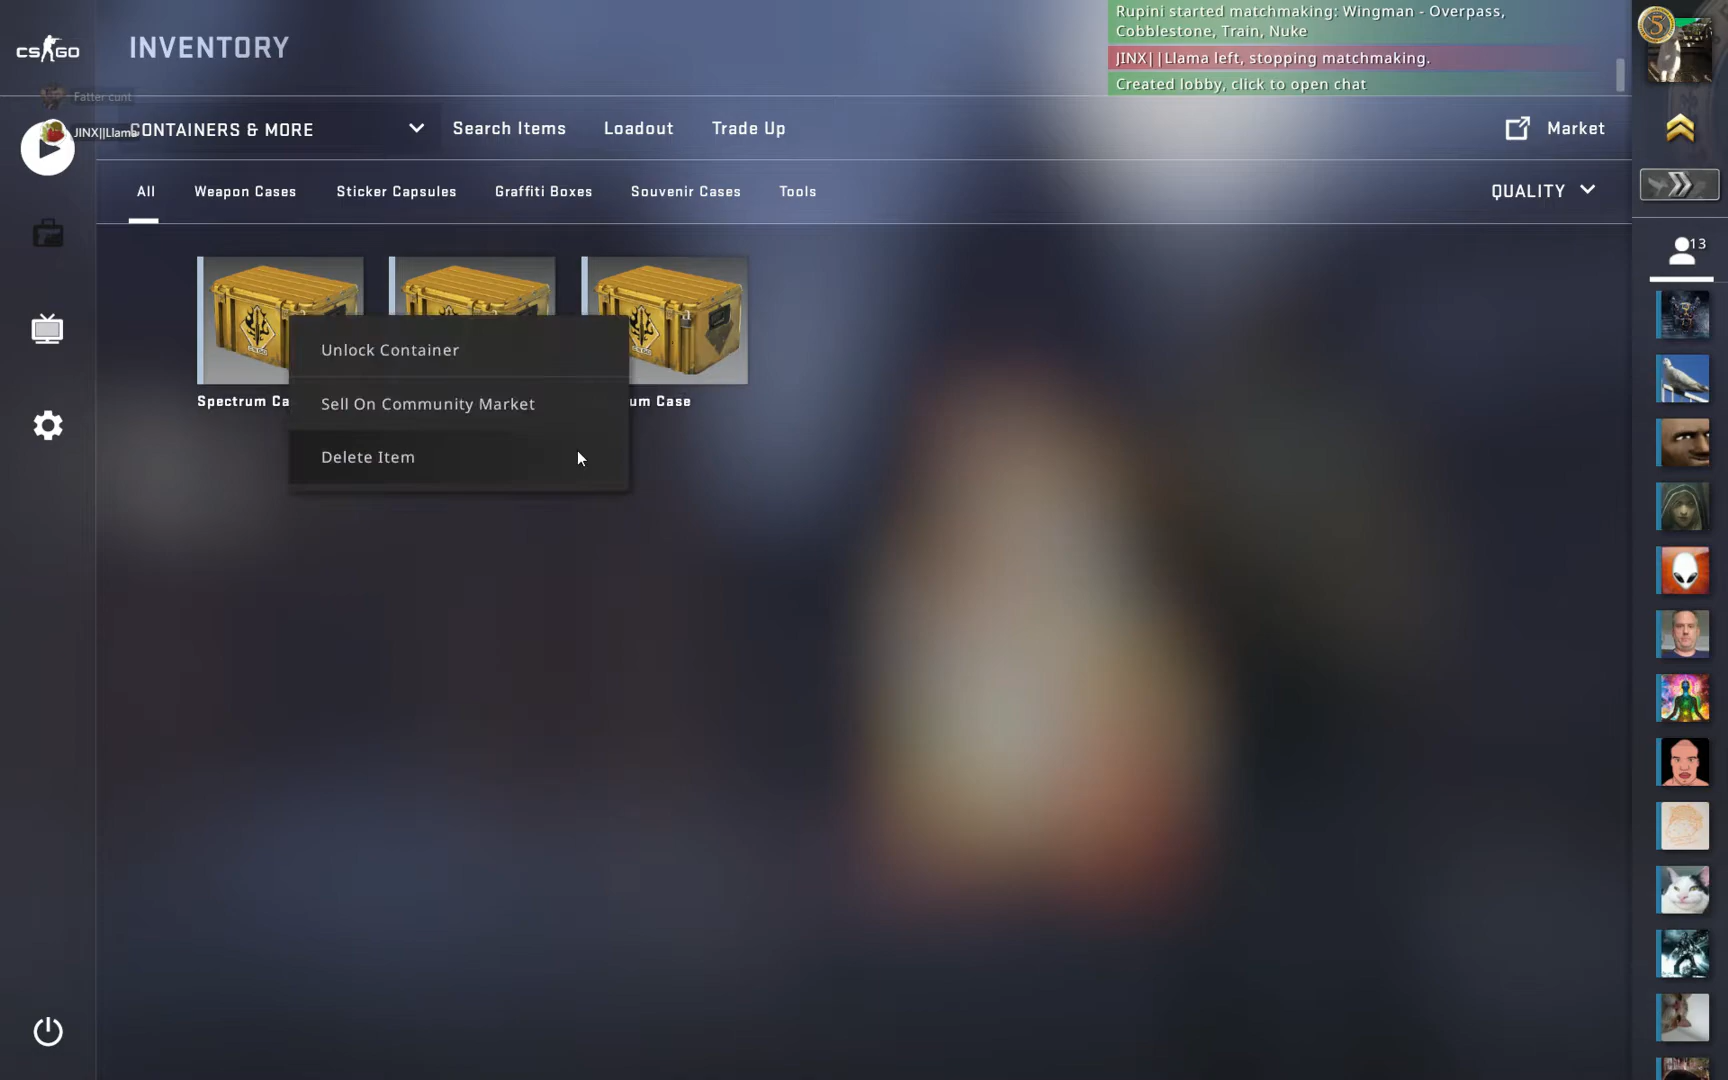 CS GO
INVENTORY
Rupini started matchmaking: Wingman - Overpass,
Cobblestone, Train, Nuke
JINX||Llama left, stopping matchmaking.
Created lobby, click to open chat
5
Fatter cunt
JINX||Llama
CONTAINERS & MORE
Search Items
Loadout
Trade Up
Market
All
Weapon Cases
Sticker Capsules
Graffiti Boxes
Souvenir Cases
Tools
QUALITY
13
Unlock Container
Sell On Community Market
Delete Item
Spectrum Ca
um Case